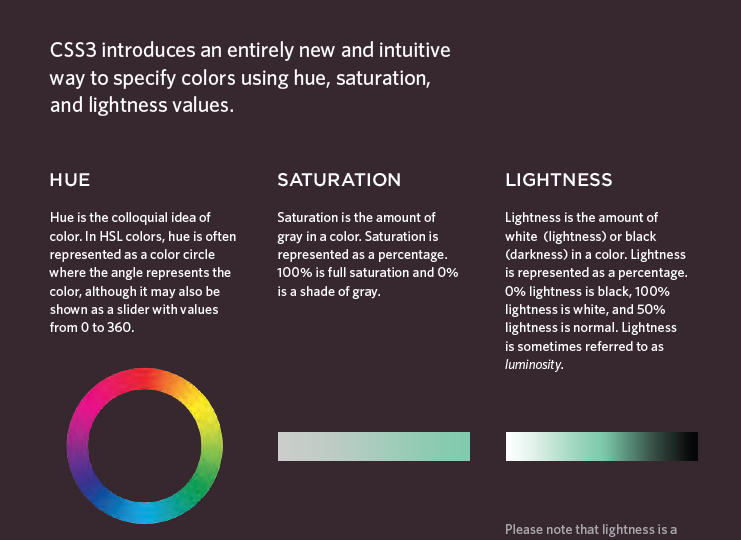 CSS3 introduces an entirely new and intuitive
way to specify colors using hue, saturation,
and lightness values.
HUE
Hue is the colloquial idea of
color. In HSL colors, hue is often
represented as a color circle
where the angle represents the
color, although it may also be
shown as a slider with values
from 0 to 360.
SATURATION
Saturation is the amount of
gray in a color. Saturation is
represented as a percentage.
100% is full saturation and 0%
is a shade of gray.
LIGHTNESS
Lightness is the amount of
white (lightness) or black
(darkness) in a color. Lightness
is represented as a percentage.
0% lightness is black, 100%
lightness is white, and 50%
lightness is normal. Lightness
is sometimes referred to as
luminosity.
Please note that lightness is a